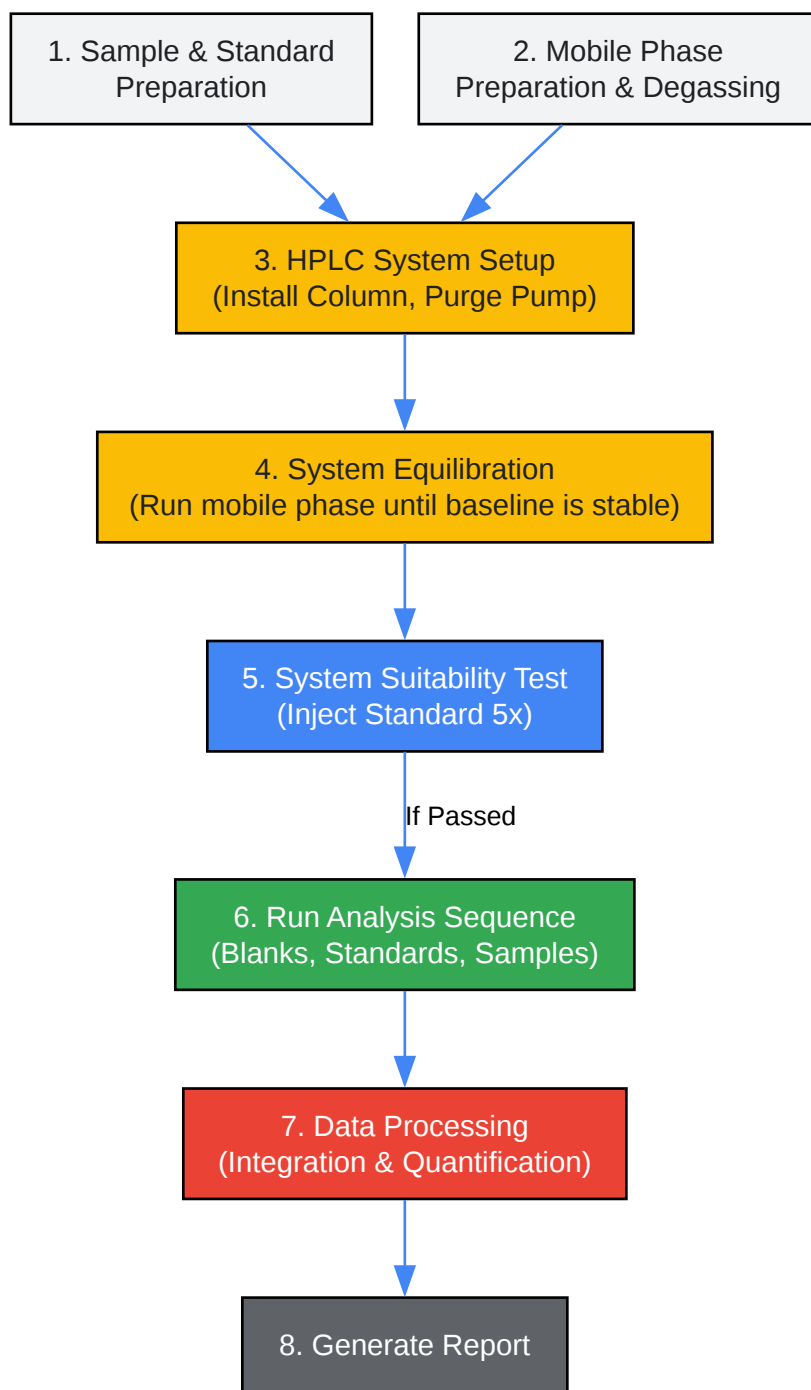 1. Sample & Standard
Preparation
2. Mobile Phase
Preparation & Degassing
3. HPLC System Setup
(Install Column, Purge Pump)
4. System Equilibration
(Run mobile phase until baseline is stable)
5. System Suitability Test
(Inject Standard 5x)
If Passed
6. Run Analysis Sequence
(Blanks, Standards, Samples)
7. Data Processing
(Integration & Quantification)
8. Generate Report